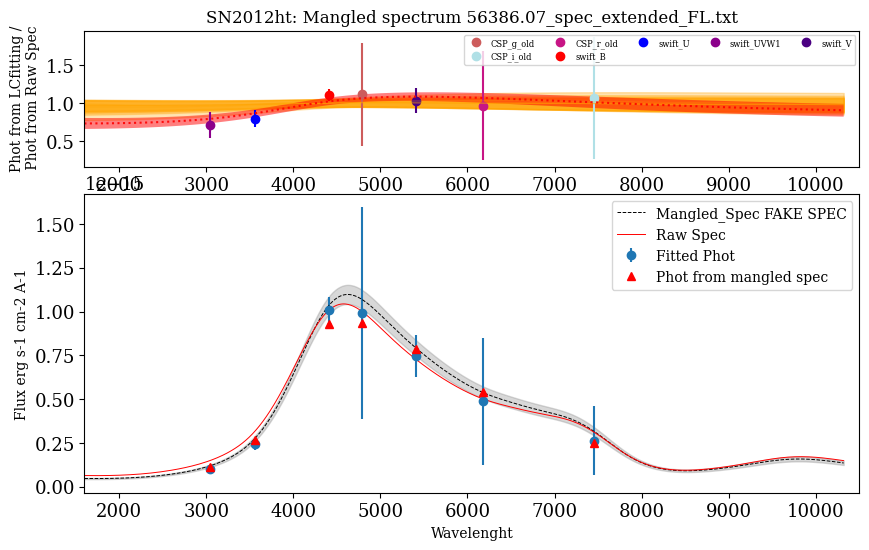 SN2012ht: Mangled spectrum 56386.07_spec_extended_FL.txt
Phot from LCfitting /
Phot from Raw Spec
CSP_g_old CSP_r_old swift_U swift_UVW1 swift_V
CSP_i_old swift_B
1.5
1.0
0.5
2000 3000 4000 5000 6000 7000 8000 9000 10000
1e−15
Flux erg s-1 cm-2 A-1
Mangled_Spec FAKE SPEC
Raw Spec
Fitted Phot
Phot from mangled spec
1.50
1.25
1.00
0.75
0.50
0.25
0.00
2000 3000 4000 5000 6000 7000 8000 9000 10000
Wavelenght